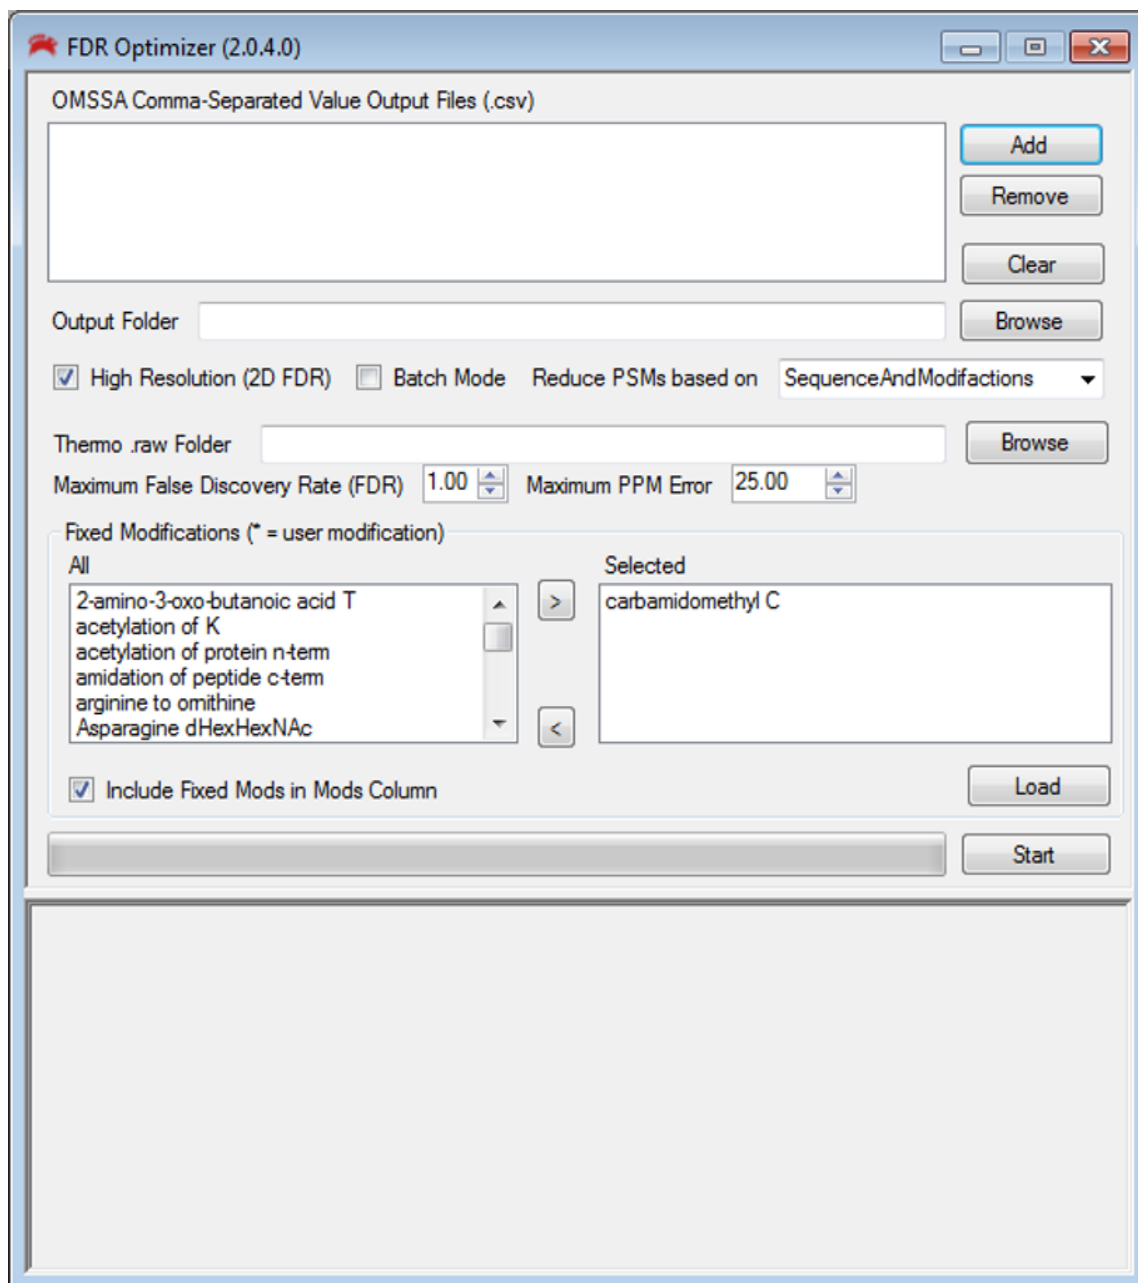 FDR Optimizer (2.0.4.0)
OMSSA Comma-Separated Value Output Files (.csv)
Add
Remove
Clear
Output Folder Browse
High Resolution (2D FDR) Batch Mode Reduce PSMs based on SequenceAndModifactions
Thermo .raw Folder Browse
Maximum False Discovery Rate (FDR) 1.00 Maximum PPM Error 25.00
Fixed Modifications (* = user modification)
All Selected
2-amino-3-oxo-butanoic acid T > carbamidomethyl C
acetylation of K
acetylation of protein n-term
amidation of peptide c-term
arginine to ornithine
Asparagine dHexHexNAc <
Include Fixed Mods in Mods Column Load
Start